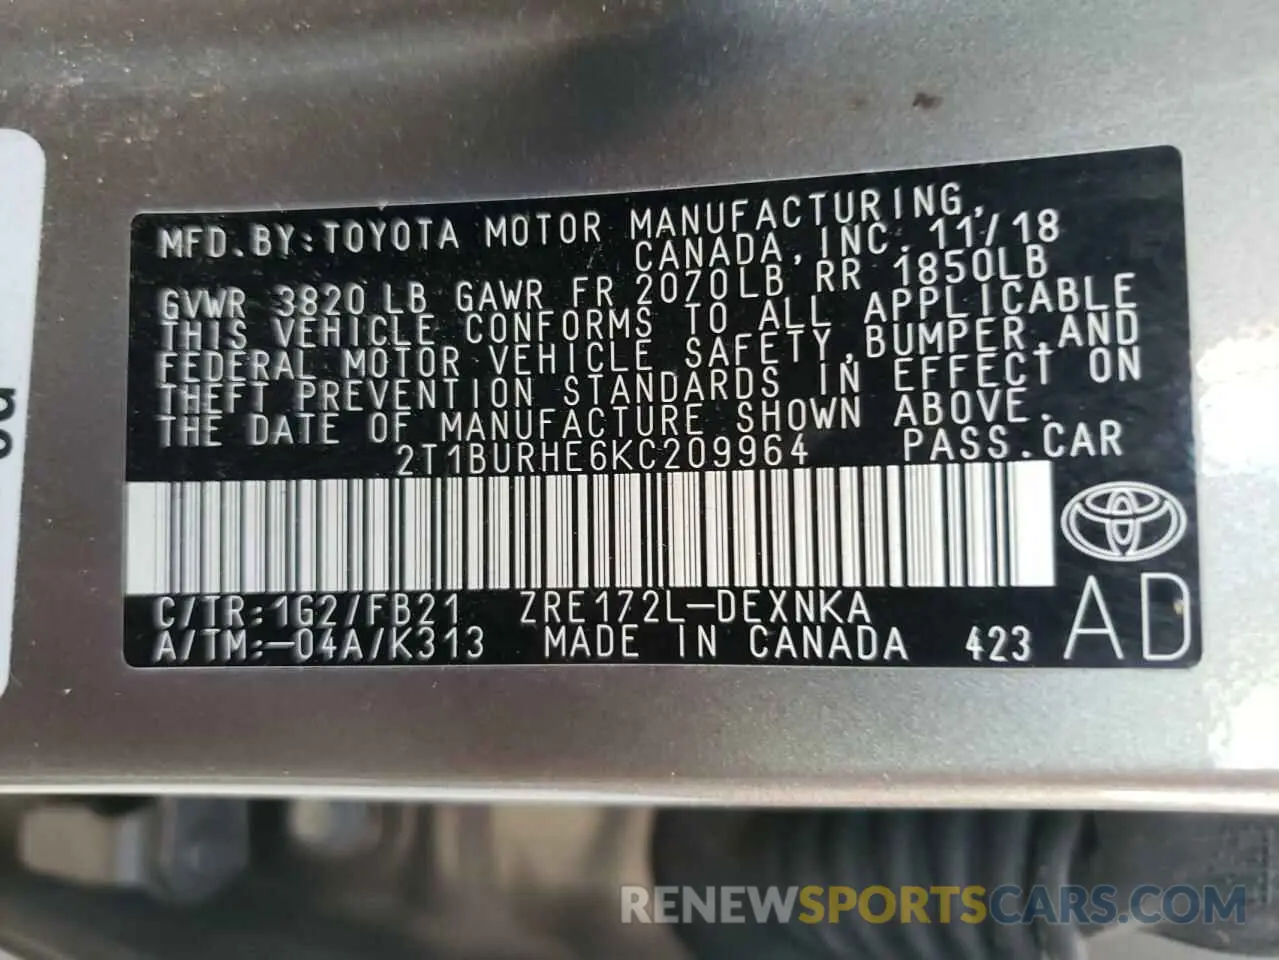 MFD.BY:TOYOTA MOTOR MANUFACTURING,
CANADA,INC. 11/18
GVWR 3820 LB GAWR FR 2070LB RR 1850LB
THIS VEHICLE CONFORMS TO ALL APPLICABLE
FEDERAL MOTOR VEHICLE SAFETY,BUMPER,AND
THEFT PREVENTION STANDARDS IN EFFECT ON
THE DATE OF MANUFACTURE SHOWN ABOVE.
2T1BURHE6KC209964 PASS.CAR
C/TR:1G2/FB21 ZRE172L-DEXNKA
A/TM:-04A/K313 MADE IN CANADA 423
AD
RENEWSPORTSCARS.COM